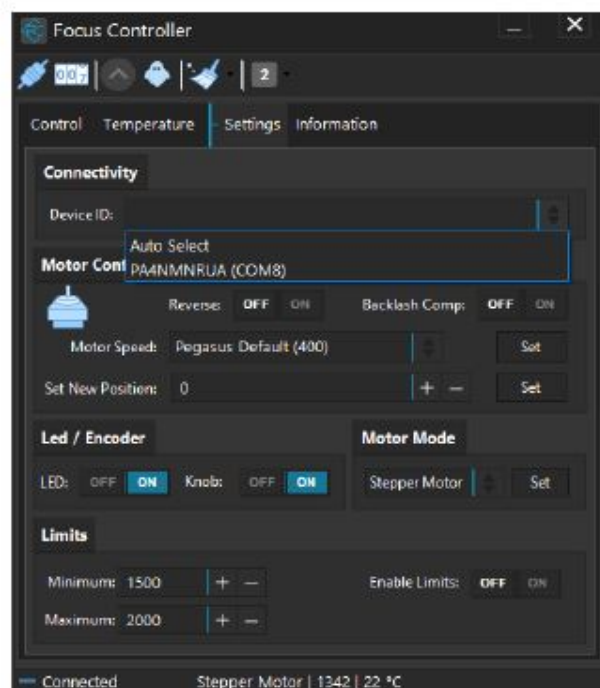 Focus Controller
007
2
Control Temperature Settings Information
Connectivity
Device ID:
Auto Select
PA4NMNRUA (COM8)
Motor Cont
Reverse: OFF ON Backlash Comp: OFF ON
Motor Speed: Pegasus Default (400) Set
Set New Position: 0 + − Set
Led / Encoder Motor Mode
LED: OFF ON Knob: OFF ON Stepper Motor Set
Limits
Minimum: 1500 + − Enable Limits: OFF ON
Maximum: 2000 + −
Connected Stepper Motor | 1342 | 22 °C